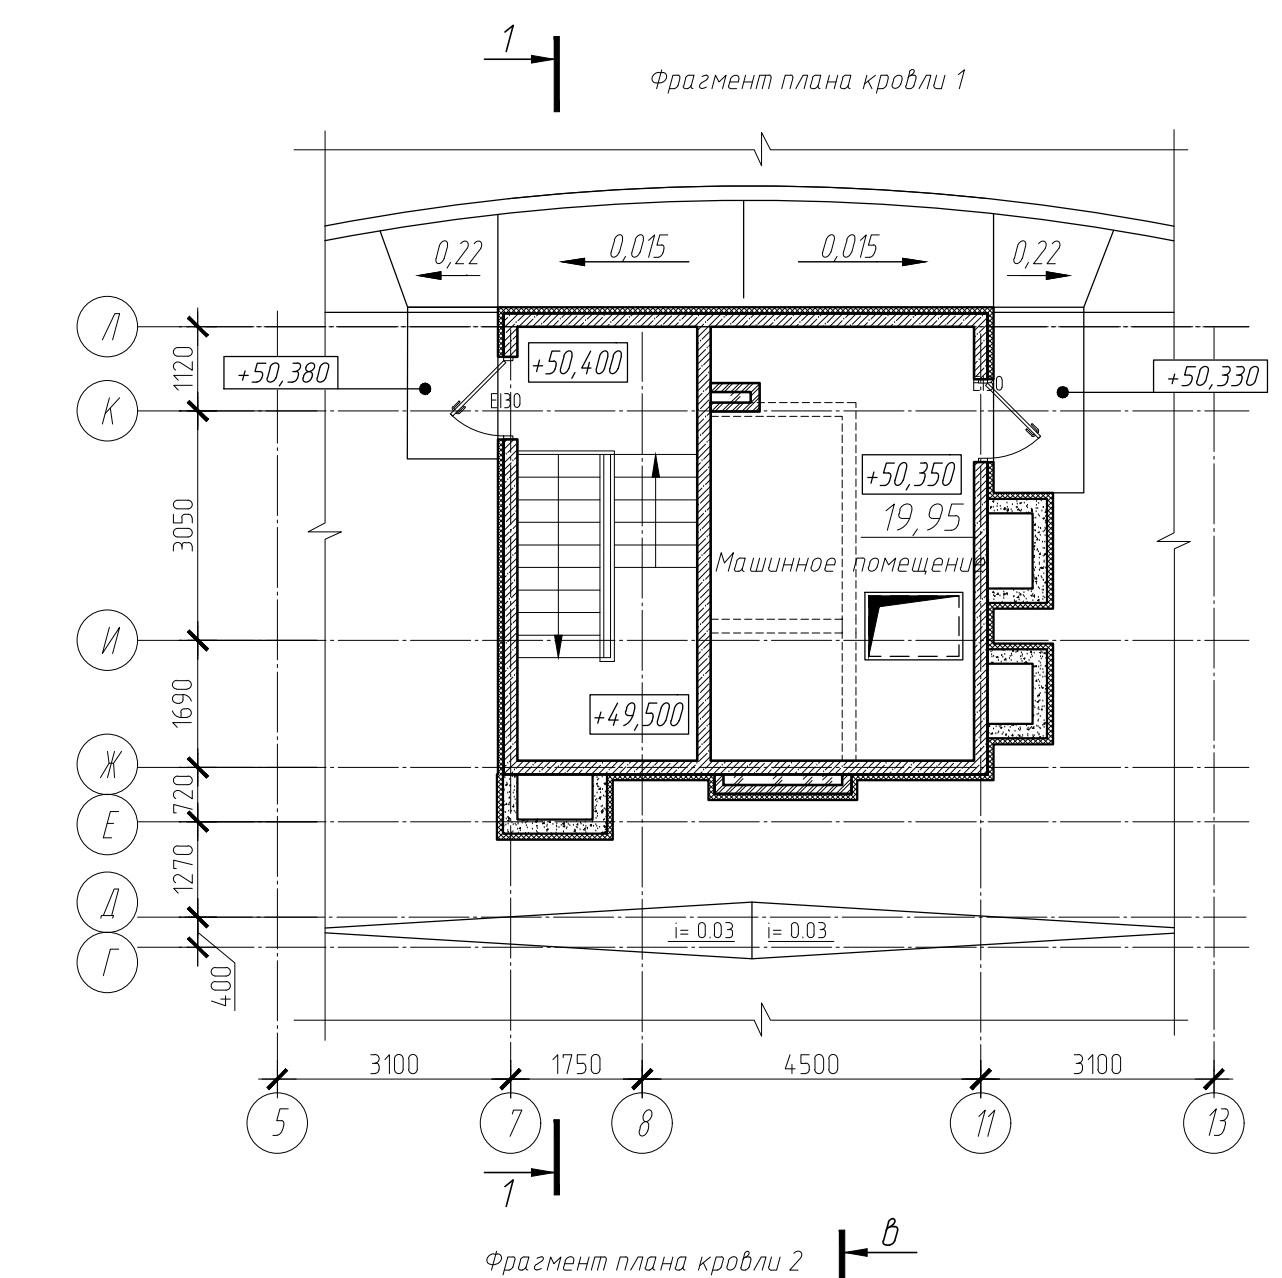 1
Фрагмент плана кровли 1
0,22
0,015
0,015
0,22
Л
+50,400
+50,380
+50,330
1120
EI30
EI30
К
+50,350
19,95
3050
Машинное помещение
И
1690
+49,500
Ж
720
Е
1270
Д
i= 0.03
i= 0.03
Г
400
3100
1750
4500
3100
5
7
8
11
13
1
В
Фрагмент плана кровли 2